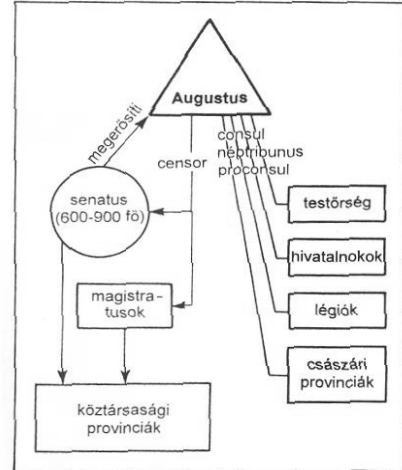 Augustus
megerősíti
consul
néptribunus
proconsul
censor
senatus
(600-900 fő)
testőrség
hivatalnokok
légiók
császári
provinciák
magistra-
tusok
köztársasági
provinciák